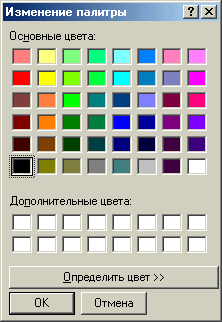 Изменение палитры
Основные цвета:
Дополнительные цвета:
Определить цвет >>
OK
Отмена